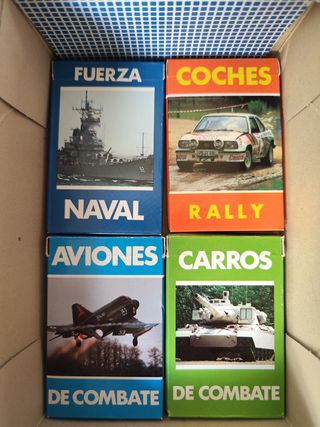 FUERZA
NAVAL
COCHES
RALLY
AVIONES
DE COMBATE
CARROS
DE COMBATE